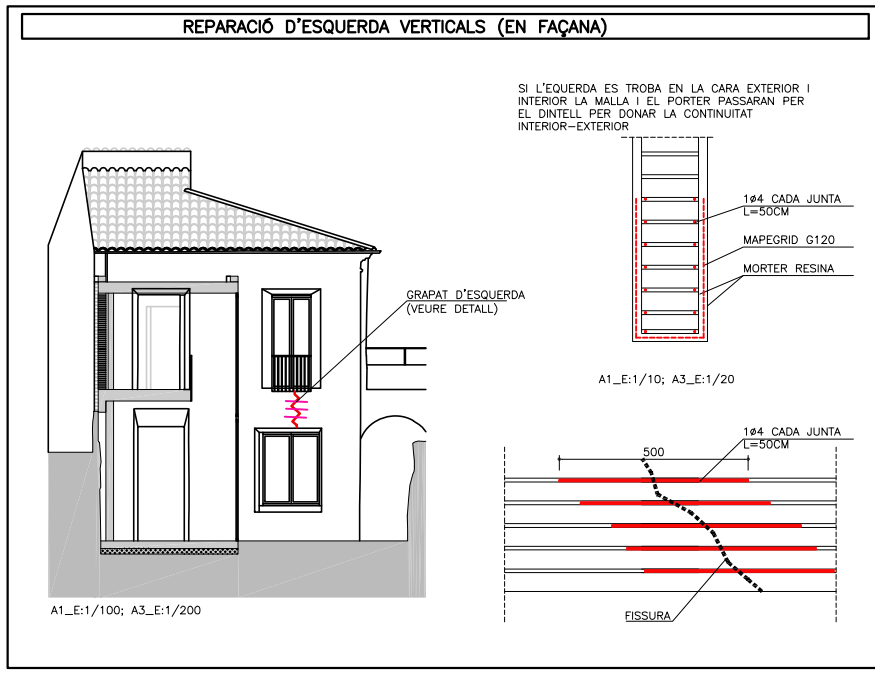 REPARACIÓ D'ESQUERDA VERTICALS (EN FAÇANA)
SI L'EQUERDA ES TROBA EN LA CARA EXTERIOR I
INTERIOR LA MALLA I EL PORTER PASSARAN PER
EL DINTELL PER DONAR LA CONTINUITAT
INTERIOR-EXTERIOR
1ø4 CADA JUNTA
L=50CM
MAPEGRID G120
MORTER RESINA
A1_E:1/10; A3_E:1/20
GRAPAT D'ESQUERDA
(VEURE DETALL)
A1_E:1/100; A3_E:1/200
1ø4 CADA JUNTA
L=50CM
500
FISSURA